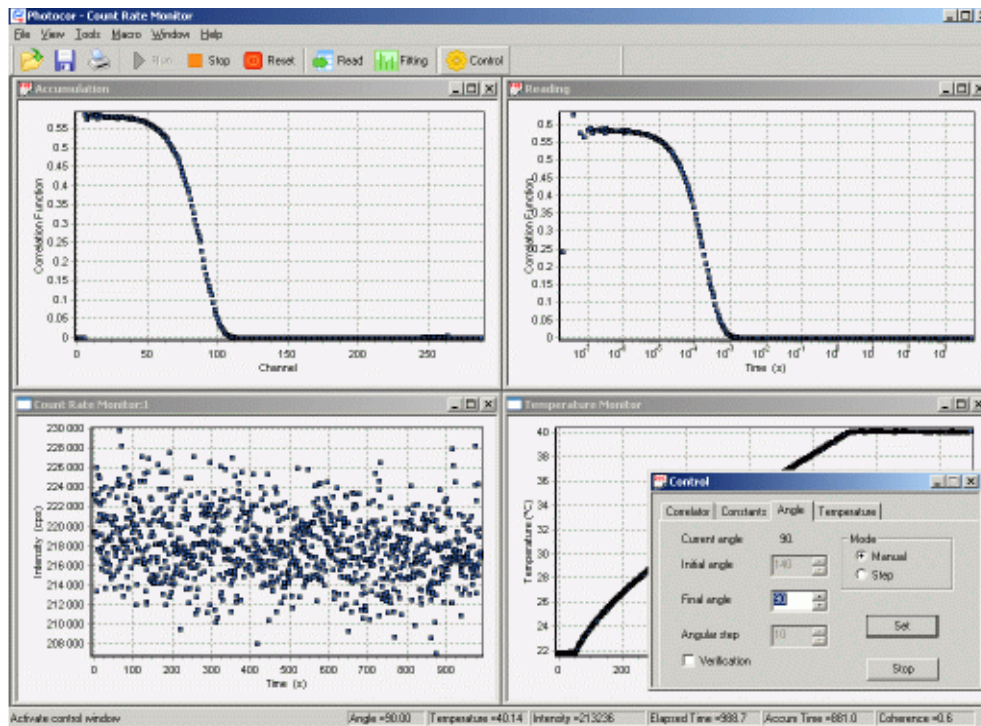 Photocor - Count Rate Monitor
File View Tools Macro Window Help
Run Stop Reset Read Fitting Control
Accumulation
0.55
0.5
0.45
0.4
0.35
0.3
0.25
0.2
0.15
0.1
0.05
0
Correlation Function
0 50 100 150 200 250
Channel
Reading
0.6
0.55
0.5
0.45
0.4
0.35
0.3
0.25
0.2
0.15
0.1
0.05
0
Correlation Function
Time (s)
Count Rate Monitor:1
230 000
228 000
226 000
224 000
222 000
220 000
218 000
216 000
214 000
212 000
210 000
208 000
Intensity (cps)
0 100 200 300 400 500 600 700 800 900
Time (s)
Temperature Monitor
40
38
36
34
32
30
28
26
24
22
Temperature (°C)
0 200
Control
Correlator Constants Angle Temperature
Current angle 90.
Initial angle 140
Final angle 90
Angular step 10
Verification
Mode
Manual
Step
Set
Stop
Activate control window Angle =90.00 Temperature =40.14 Intensity =213236 Elapsed Time =988.7 Accum Time =881.0 Coherence =0.6